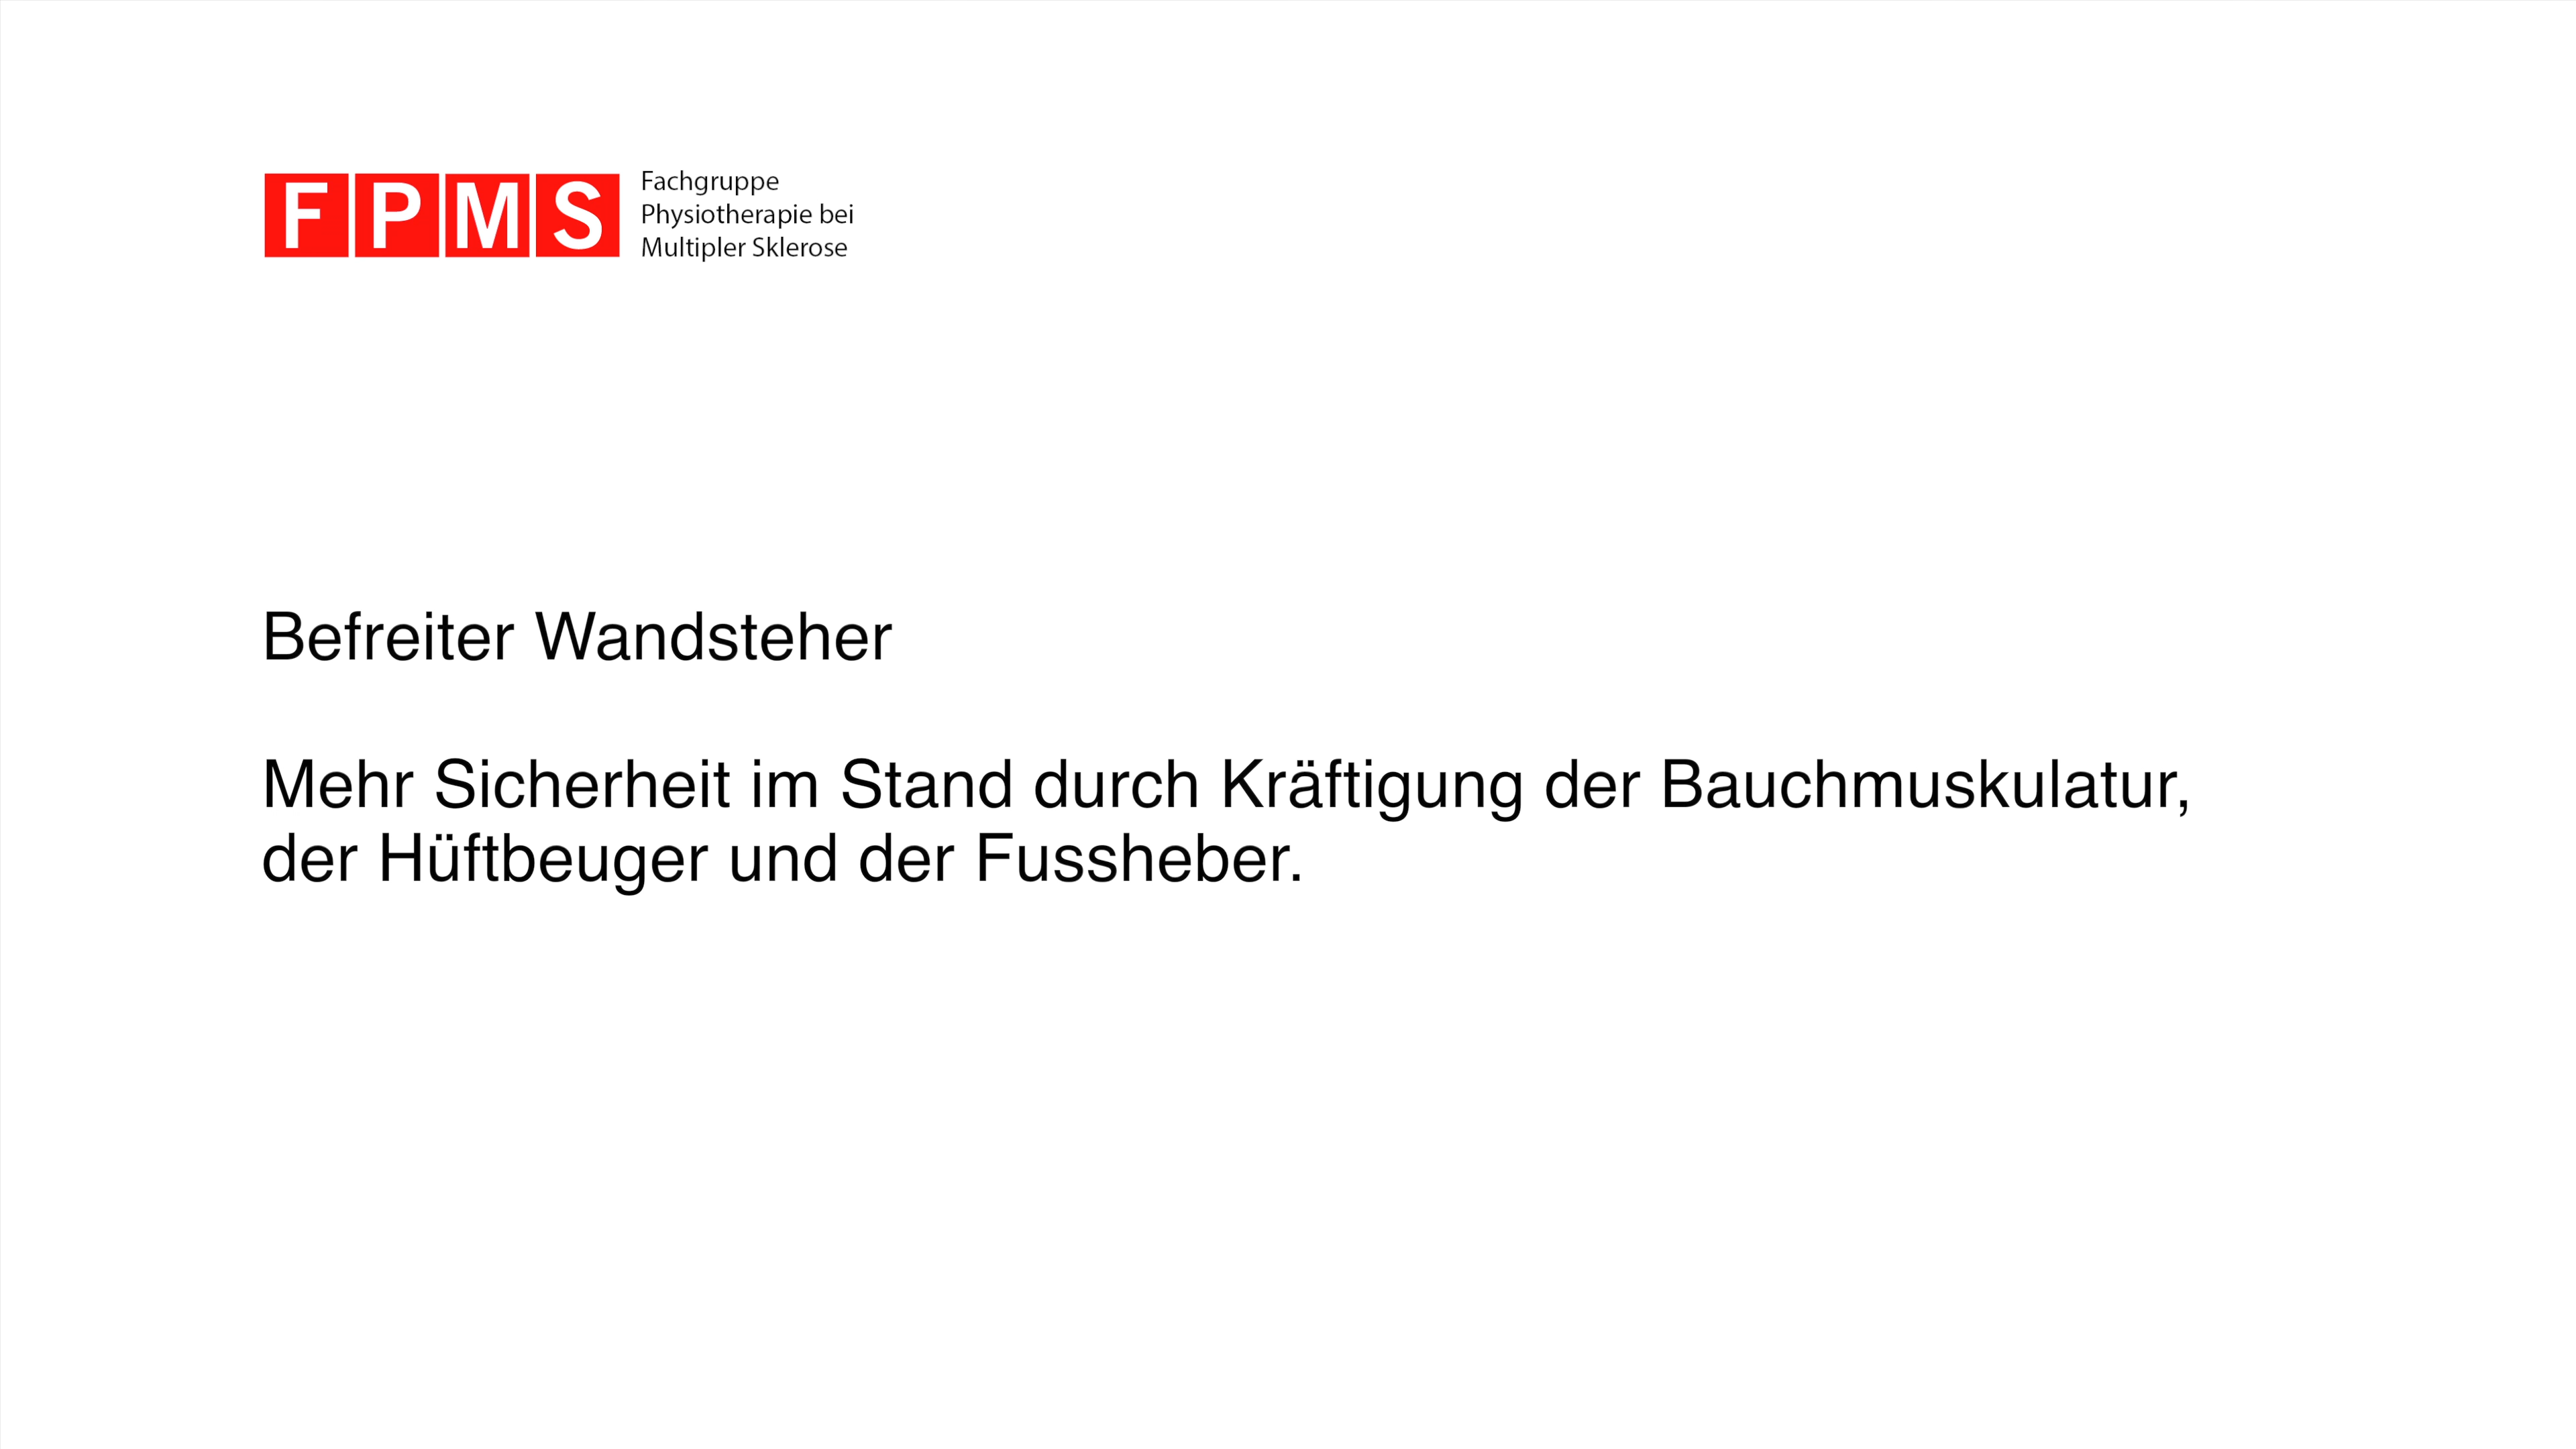 FPMS
Fachgruppe
Physiotherapie bei
Multipler Sklerose
Befreiter Wandsteher
Mehr Sicherheit im Stand durch Kräftigung der Bauchmuskulatur,
der Hüftbeuger und der Fussheber.